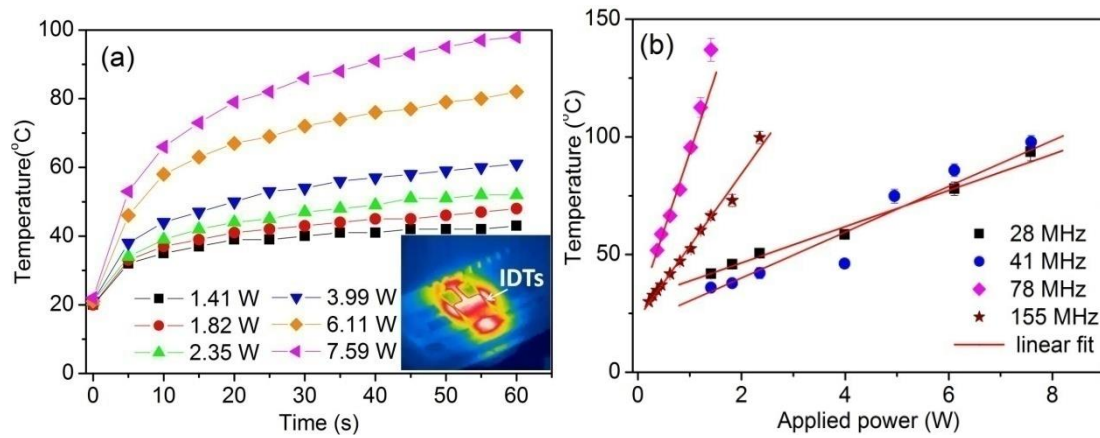 (a)
Temperature(°C)
100
80
60
40
20
0
0 10 20 30 40 50 60
Time (s)
1.41 W
1.82 W
2.35 W
3.99 W
6.11 W
7.59 W
IDTs
(b)
Temperature (°C)
150
100
50
0
0 2 4 6 8
Applied power (W)
28 MHz
41 MHz
78 MHz
155 MHz
linear fit